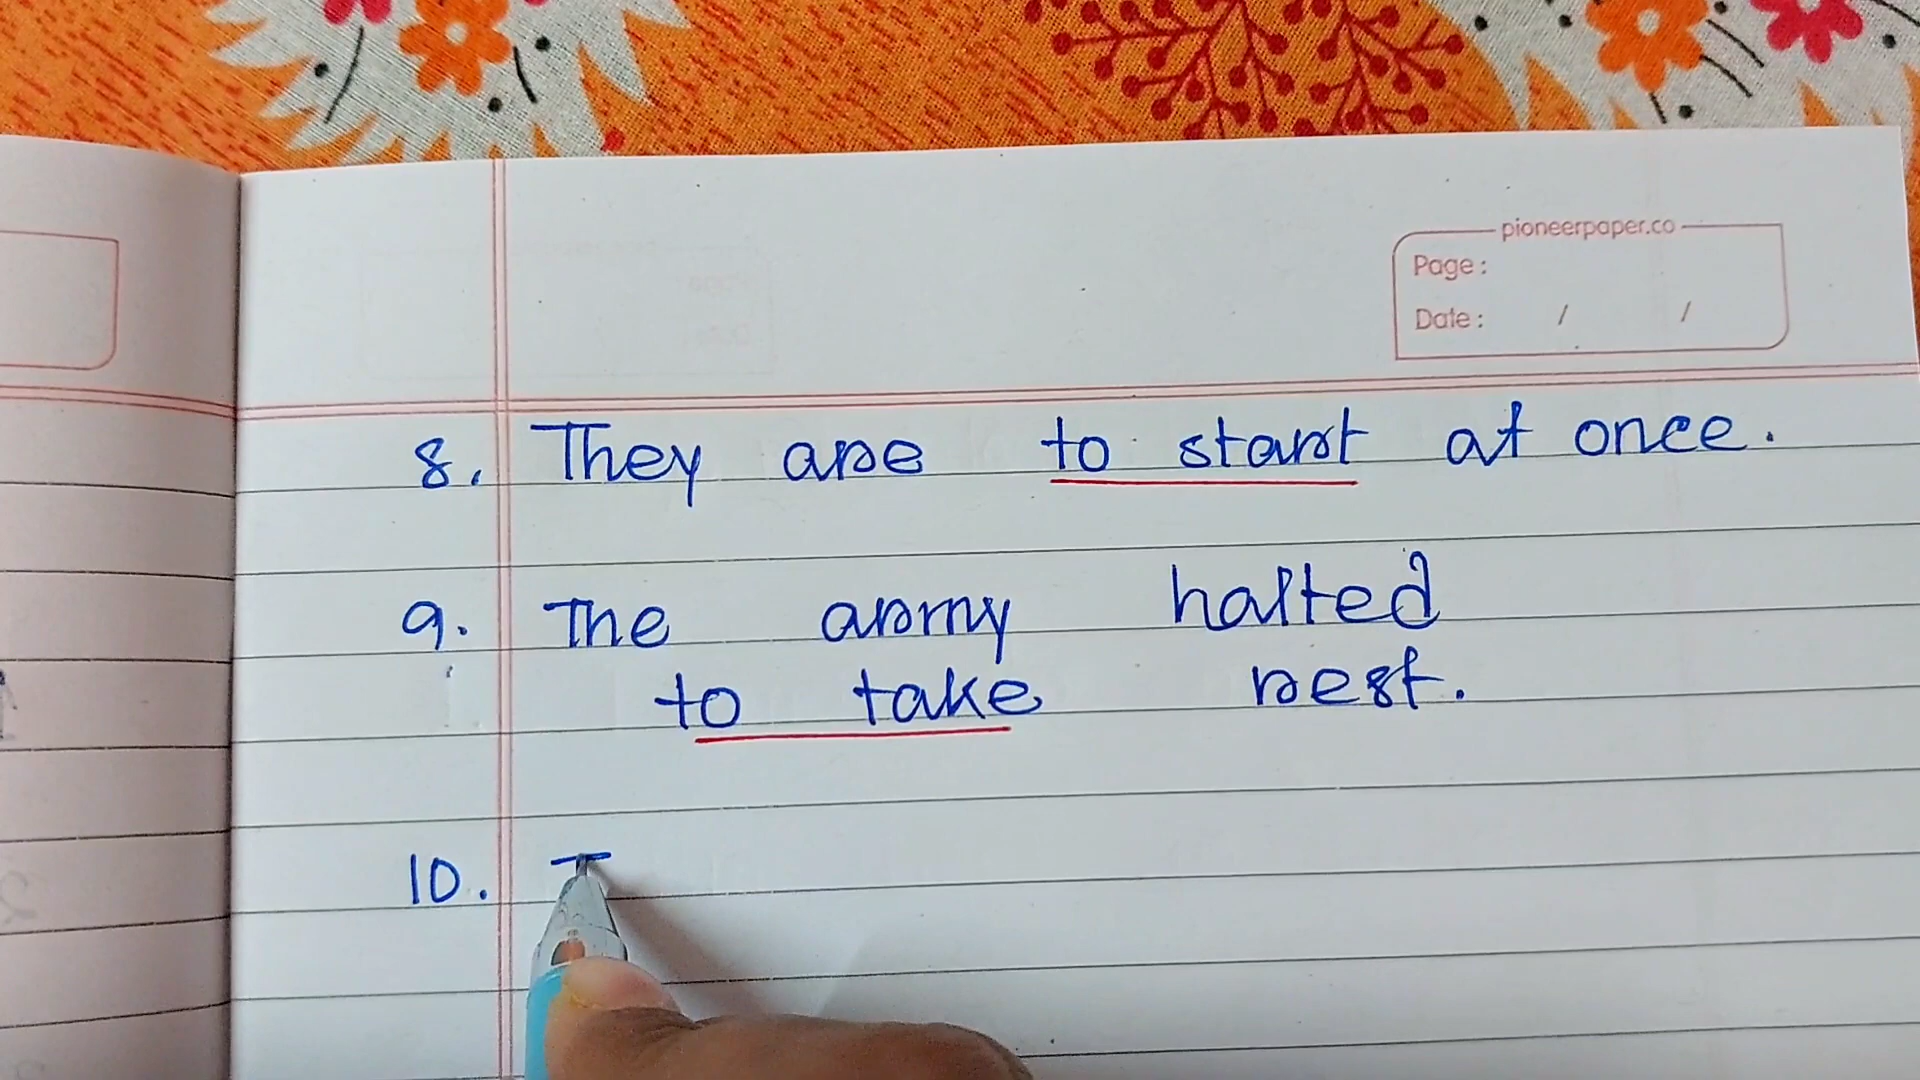 pioneerpaper.co
Page :
Date : / /
8. They are to start at once.
9. The army halted
to take rest.
10. T